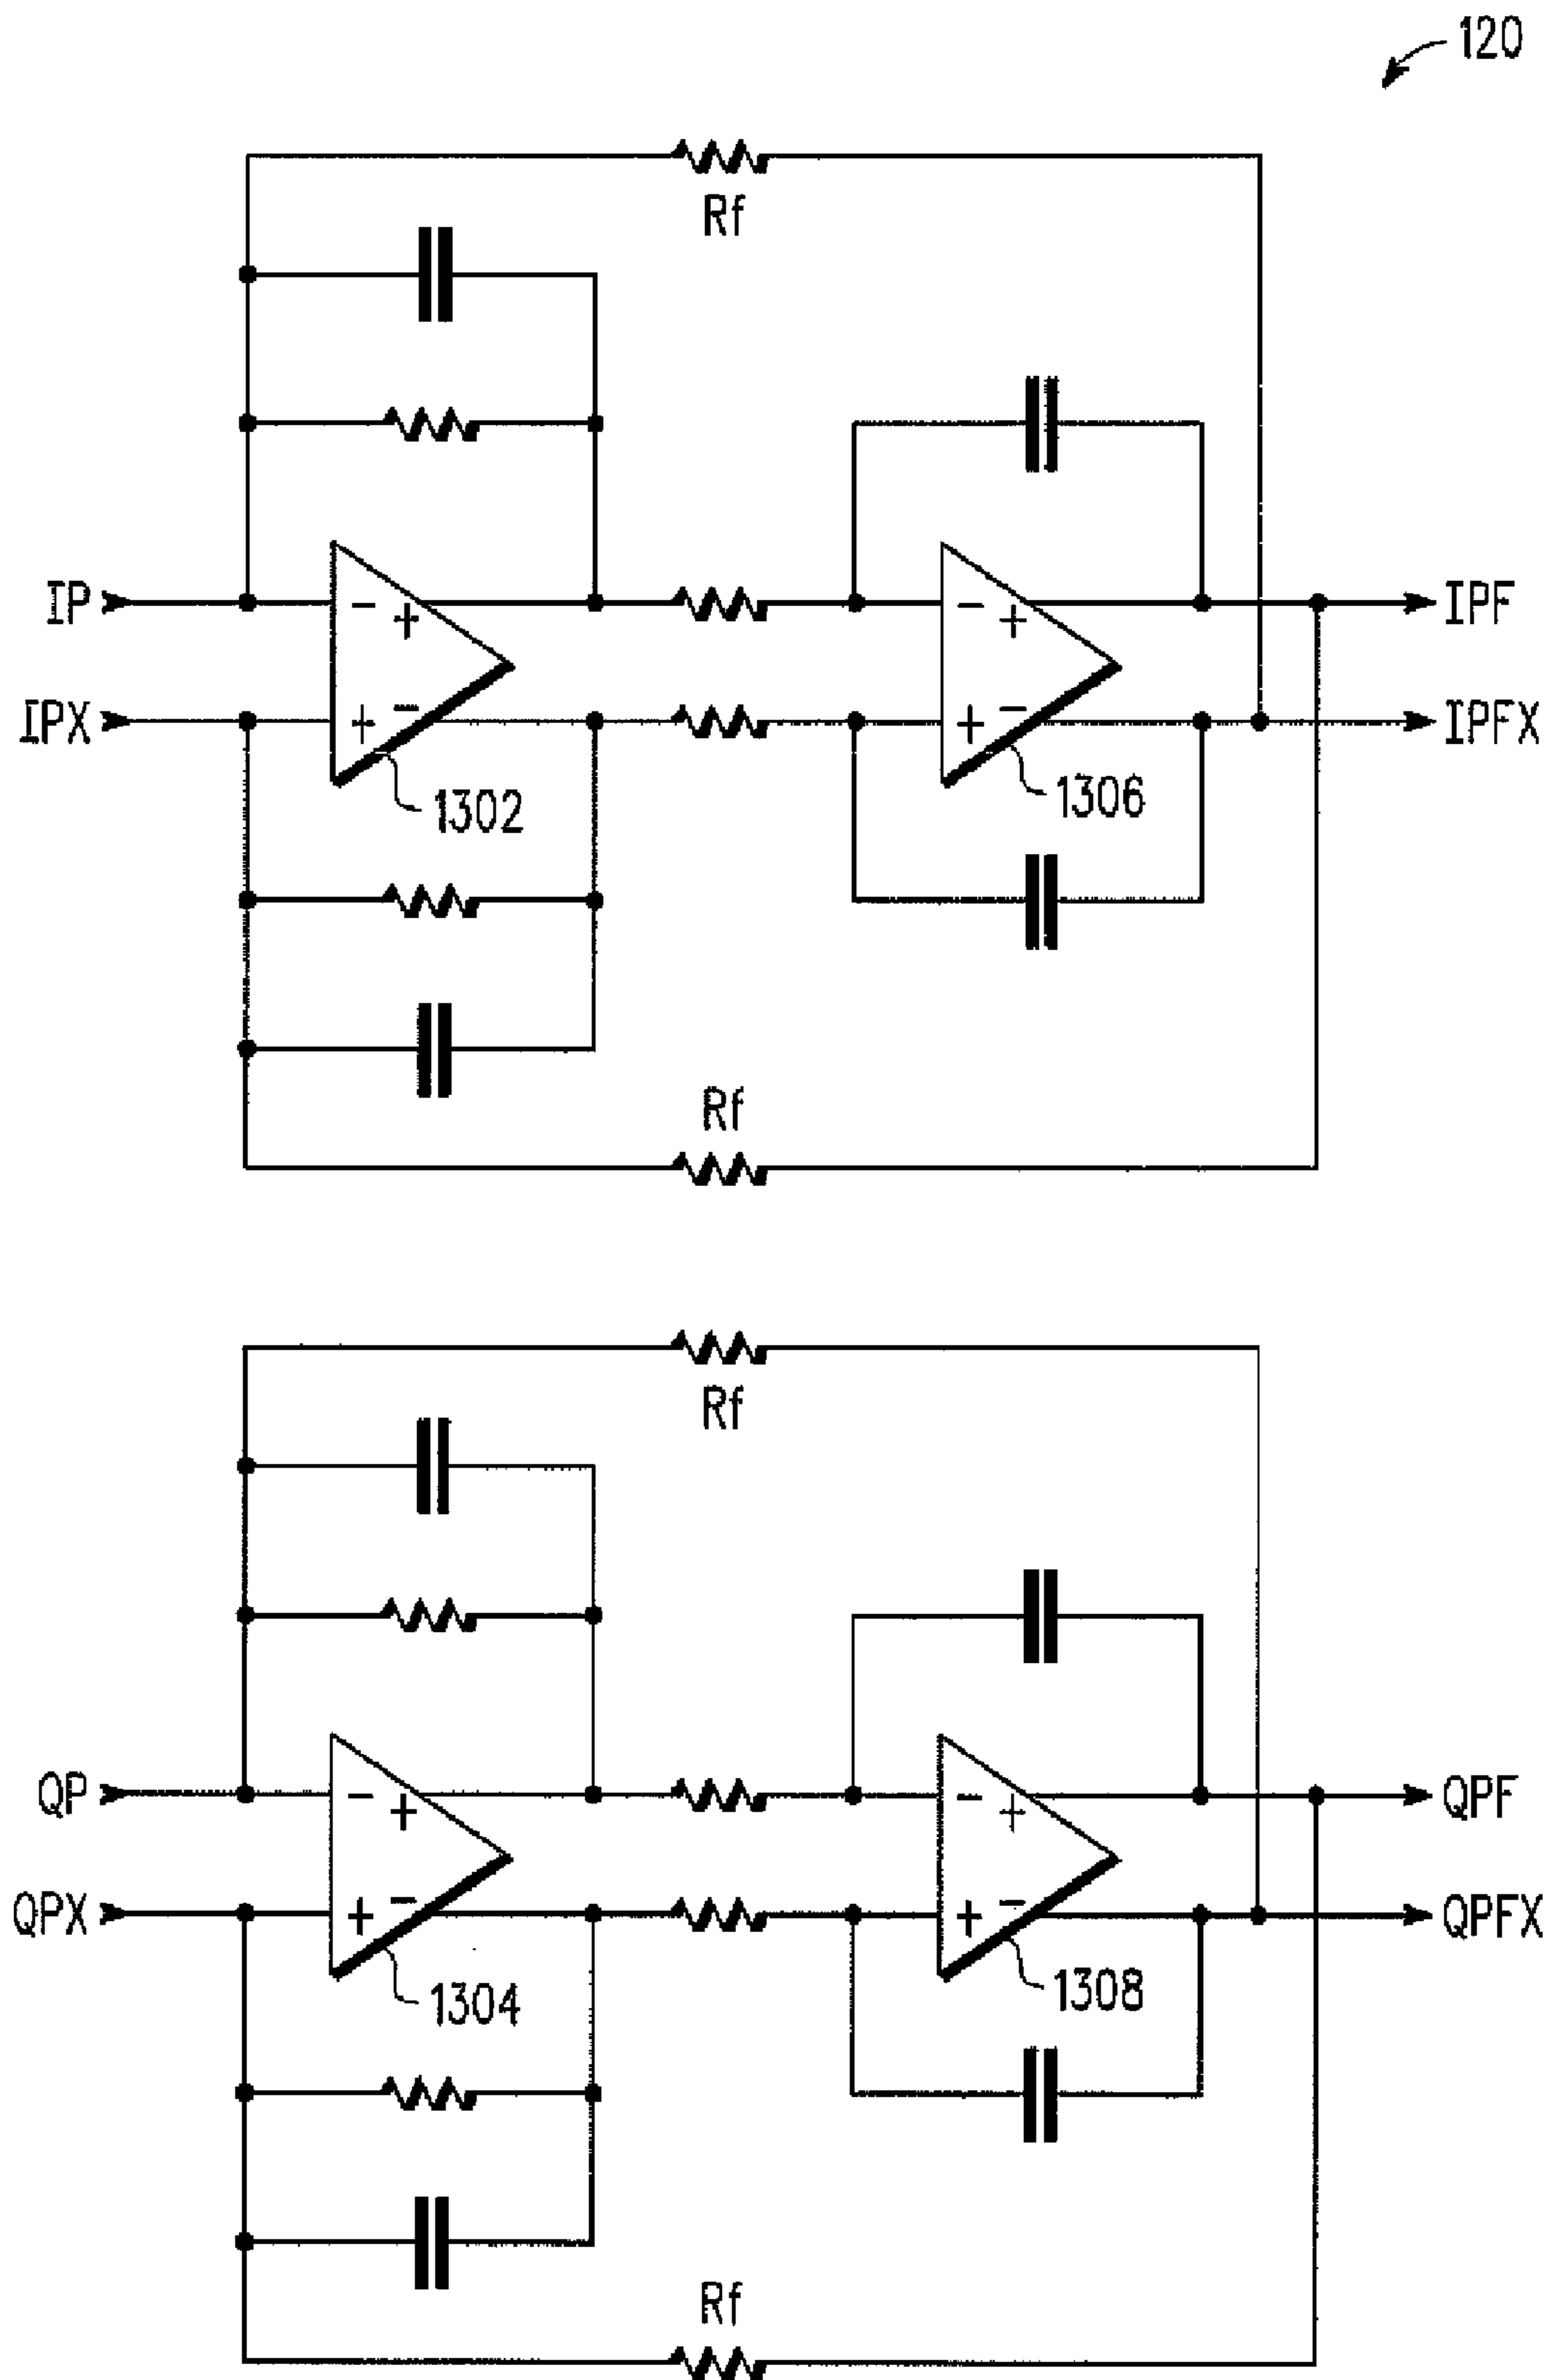 120
Rf
IP
IPX
- + + -
- + + -
IPF
IPFX
1302
1306
Rf
Rf
QP
QPX
- + + -
- + + -
QPF
QPFX
1304
1308
Rf